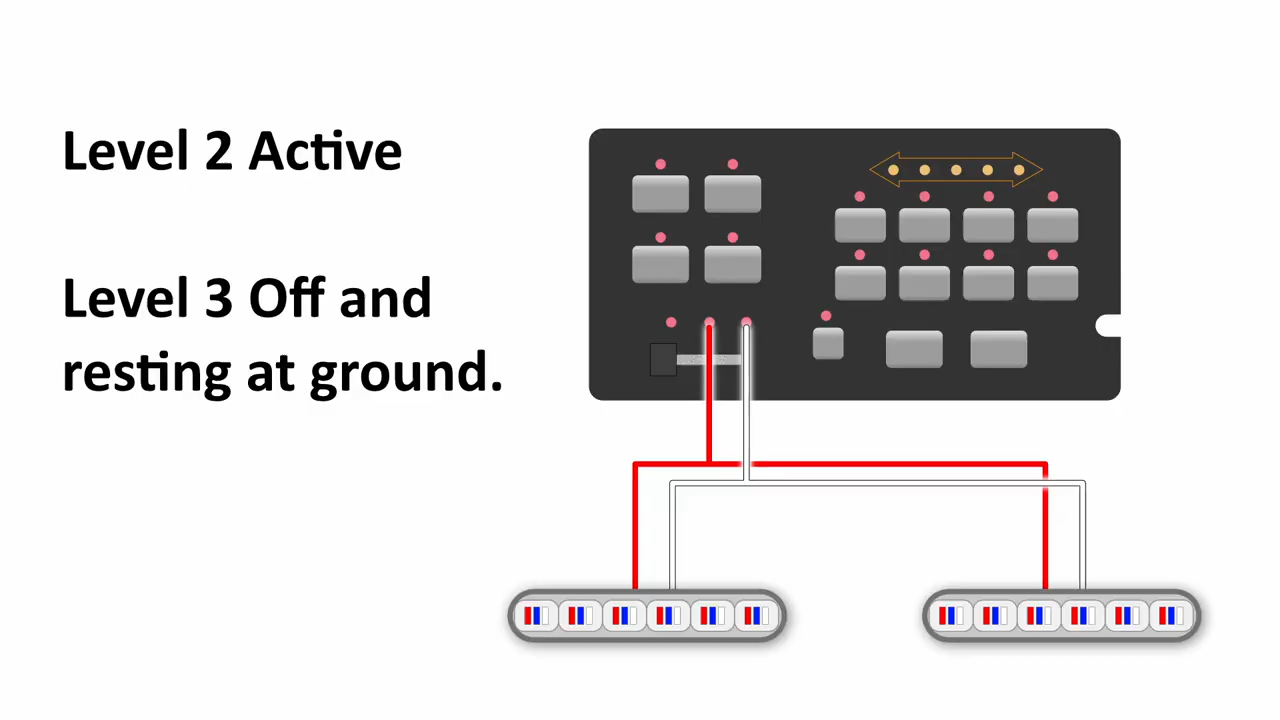 Level 2 Active
Level 3 Off and
resting at ground.